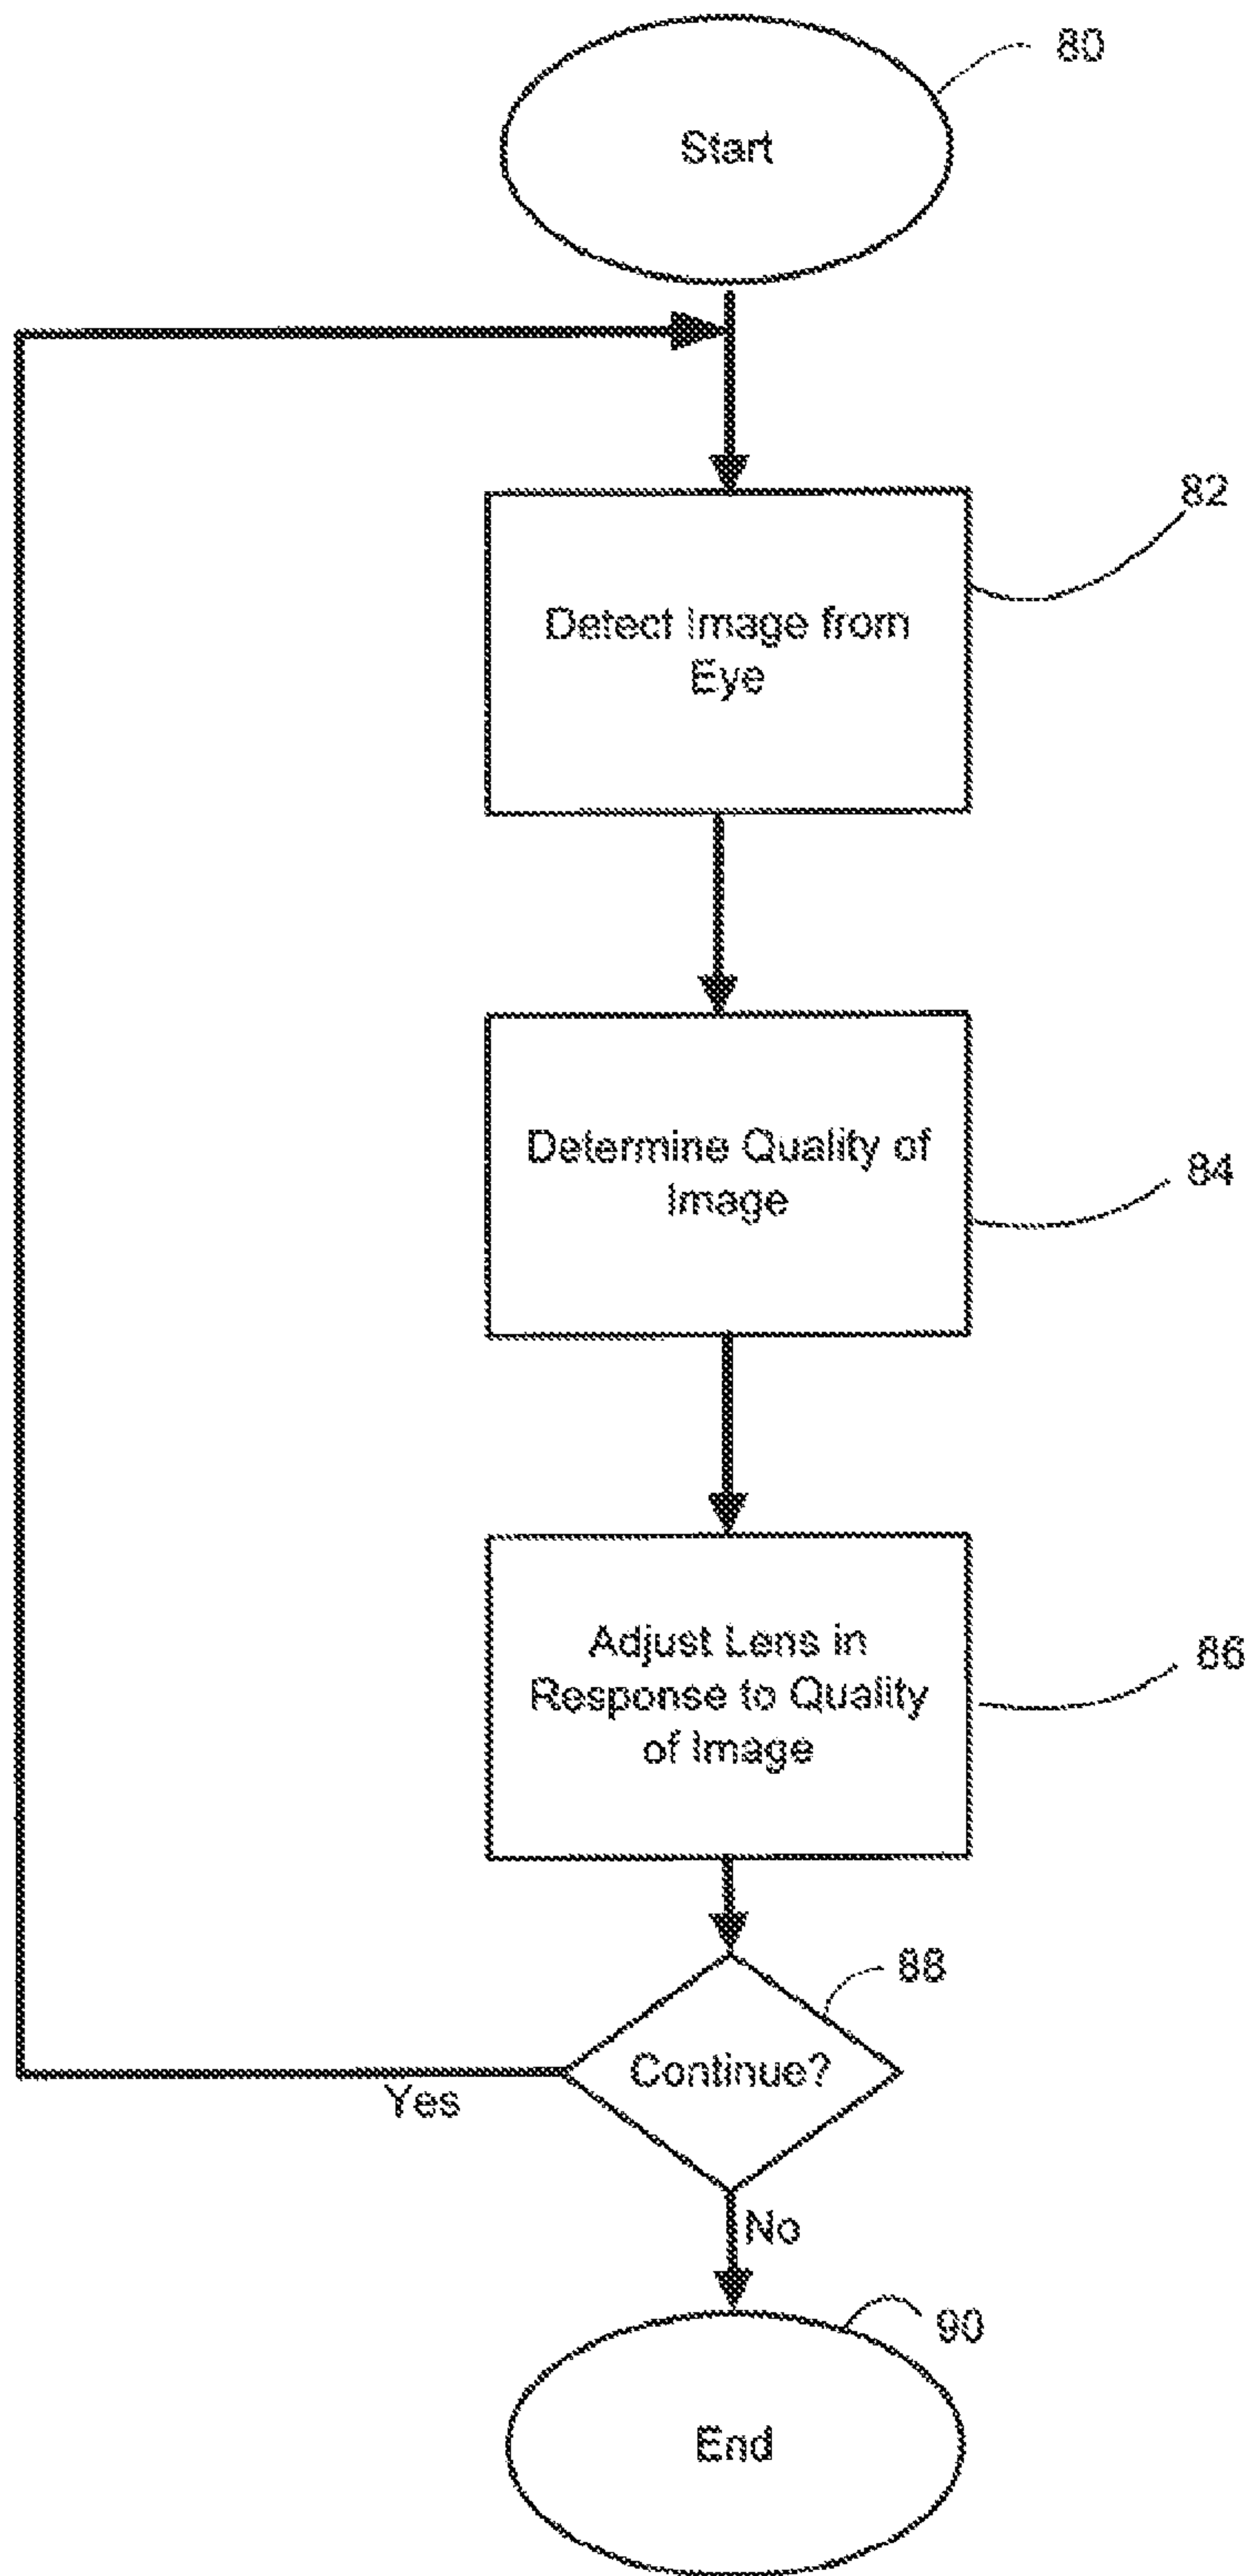 80
Start
82
Detect Image from
Eye
Determine Quality of
Image
84
Adjust Lens in
Response to Quality
of Image
86
88
Continue?
Yes
No
90
End